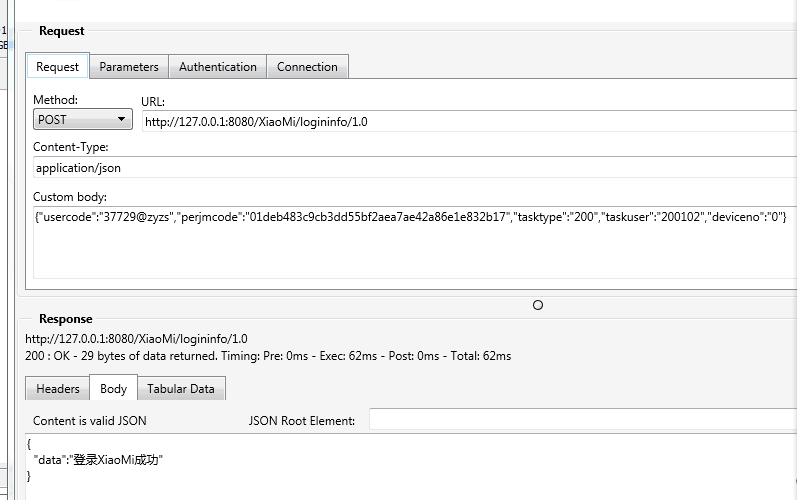 1
GE
Request
Request Parameters Authentication Connection
Method: URL:
POST http://127.0.0.1:8080/XiaoMi/logininfo/1.0
Content-Type:
application/json
Custom body:
{"usercode":"37729@zyzs","perjmcode":"01deb483c9cb3dd55bf2aea7ae42a86e1e832b17","tasktype":"200","taskuser":"200102","deviceno":"0"}
Response
http://127.0.0.1:8080/XiaoMi/logininfo/1.0
200 : OK - 29 bytes of data returned. Timing: Pre: 0ms - Exec: 62ms - Post: 0ms - Total: 62ms
Headers Body Tabular Data
Content is valid JSON JSON Root Element:
{
"data":"登录XiaoMi成功"
}